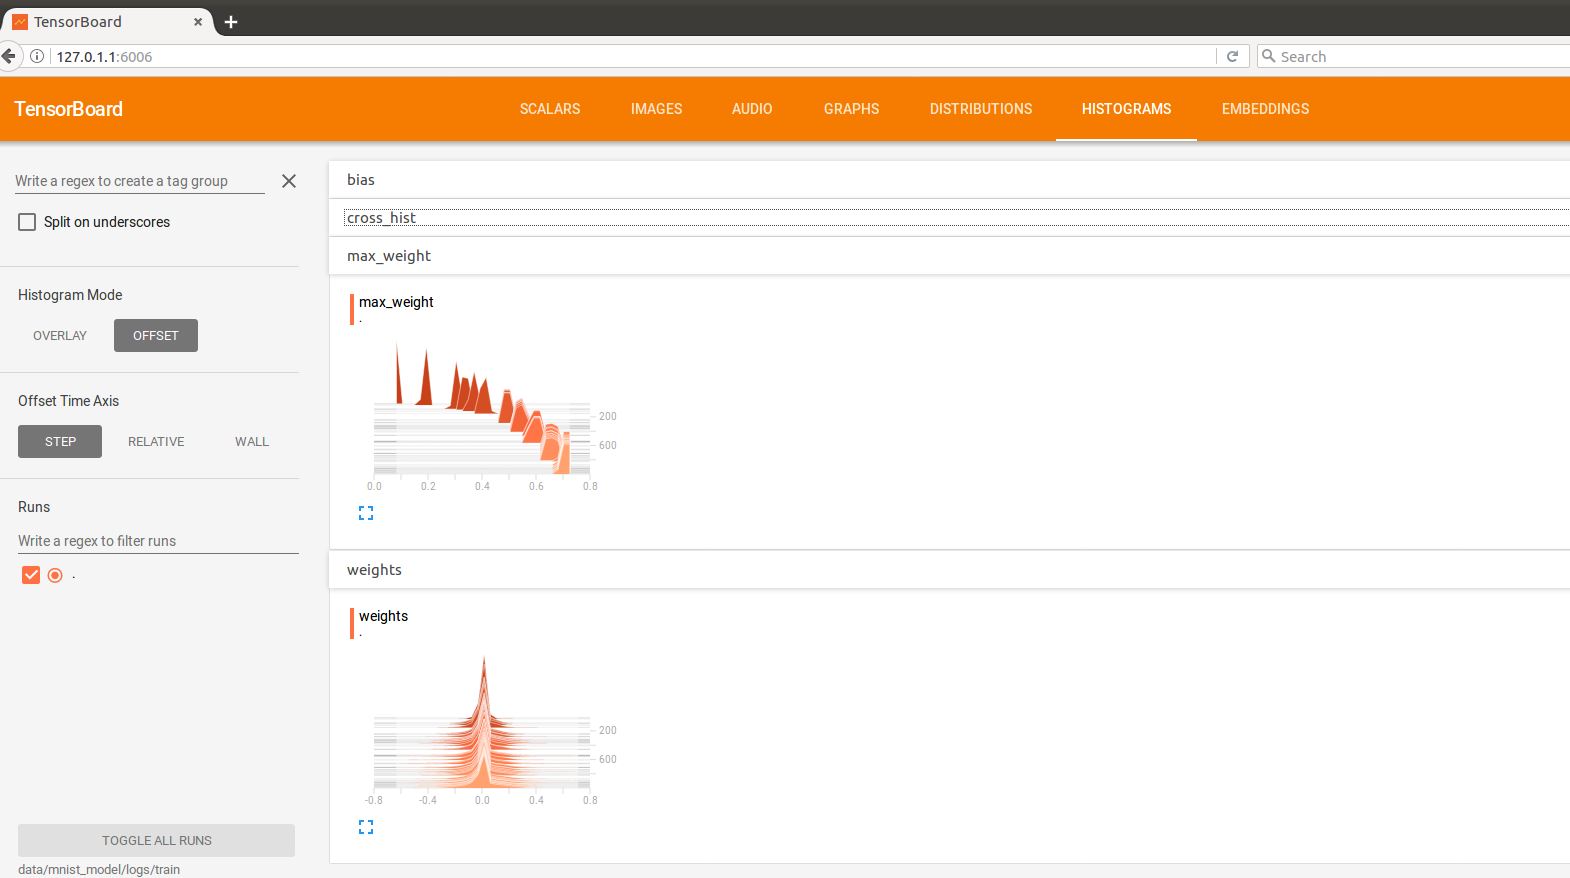 TensorBoard
127.0.1.1:6006
Search
TensorBoard
SCALARS IMAGES AUDIO GRAPHS DISTRIBUTIONS HISTOGRAMS EMBEDDINGS
Write a regex to create a tag group
Split on underscores
Histogram Mode
OVERLAY OFFSET
Offset Time Axis
STEP RELATIVE WALL
Runs
Write a regex to filter runs
.
TOGGLE ALL RUNS
data/mnist_model/logs/train
bias
cross_hist
max_weight
max_weight
.
200
600
0.0 0.2 0.4 0.6 0.8
weights
weights
.
200
600
-0.8 -0.4 0.0 0.4 0.8